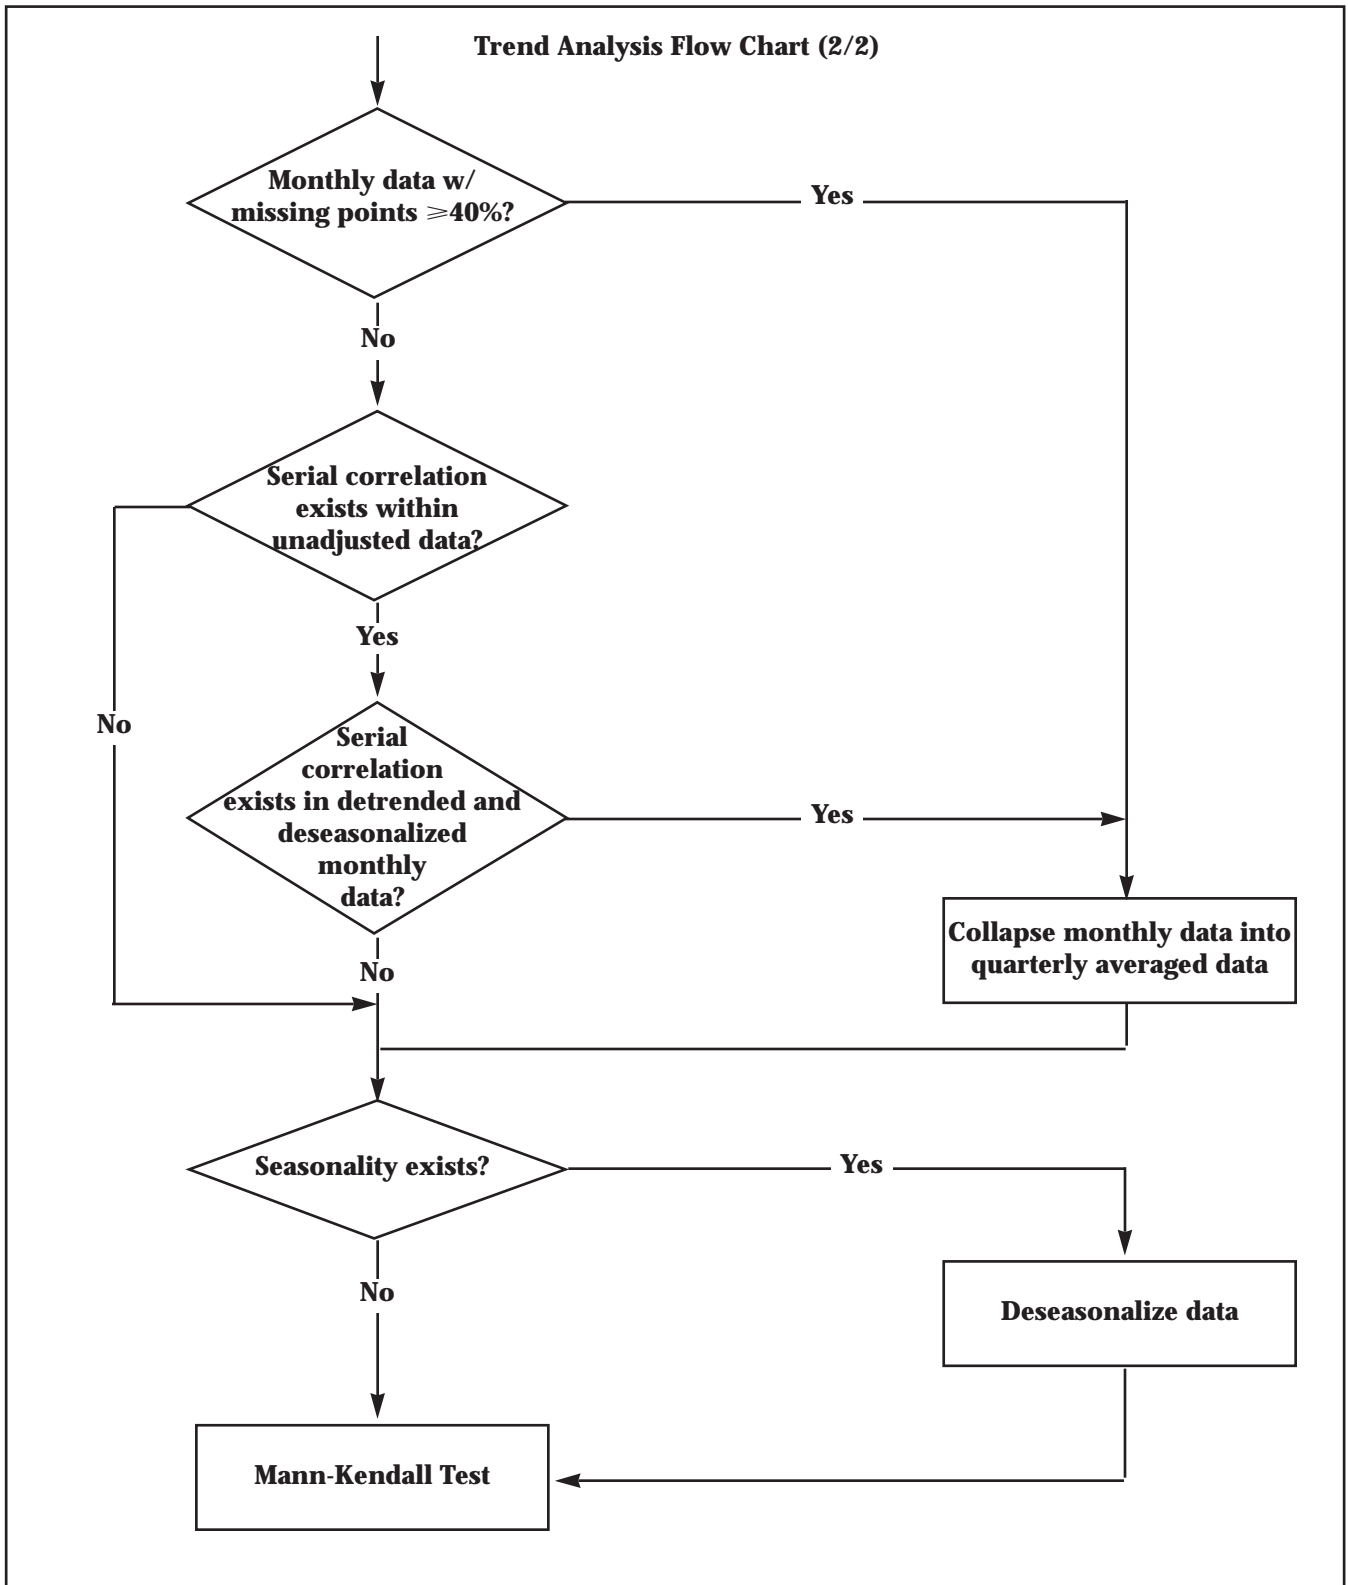 Trend Analysis Flow Chart (2/2)
Monthly data w/
missing points ⩾40%?
Yes
No
Serial correlation
exists within
unadjusted data?
Yes
No
Serial
correlation
exists in detrended and
deseasonalized
monthly
data?
Yes
Collapse monthly data into
quarterly averaged data
No
Seasonality exists?
Yes
No
Deseasonalize data
Mann-Kendall Test